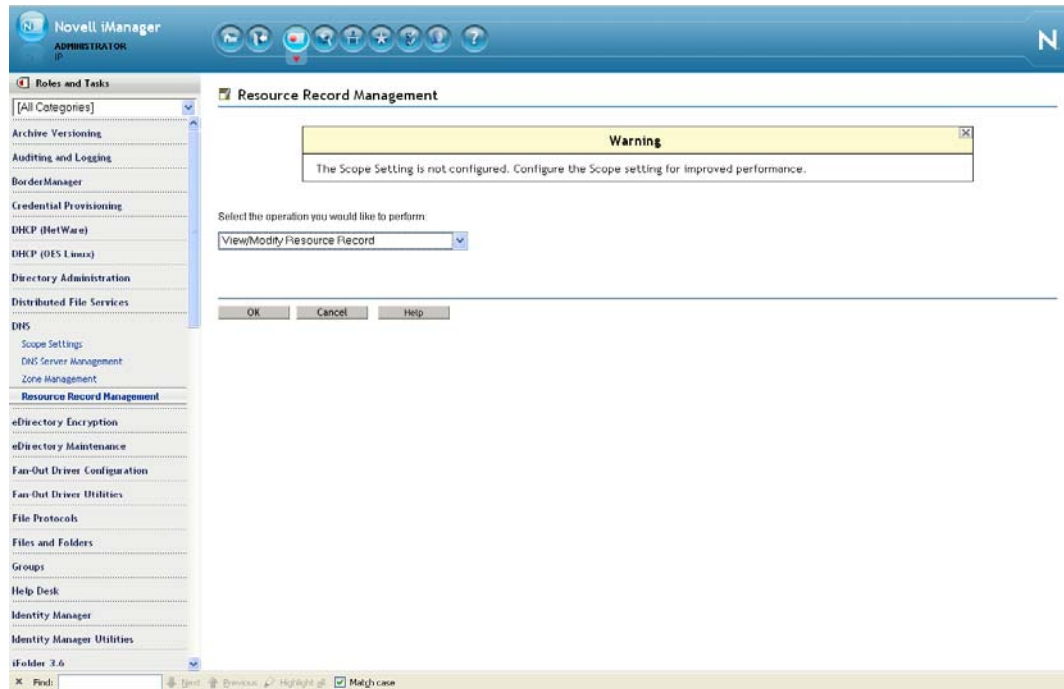 Novell iManager
ADMINISTRATOR
IP
N
Roles and Tasks
[All Categories]
Archive Versioning
Auditing and Logging
BorderManager
Credential Provisioning
DHCP (NetWare)
DHCP (OES Linux)
Directory Administration
Distributed File Services
DNS
Scope Settings
DNS Server Management
Zone Management
Resource Record Management
eDirectory Encryption
eDirectory Maintenance
Fan-Out Driver Configuration
Fan-Out Driver Utilities
File Protocols
Files and Folders
Groups
Help Desk
Identity Manager
Identity Manager Utilities
iFolder 3.6
Resource Record Management
Warning
The Scope Setting is not configured. Configure the Scope setting for improved performance.
Select the operation you would like to perform:
View/Modify Resource Record
OK Cancel Help
Find: Next Previous Highlight all Match case